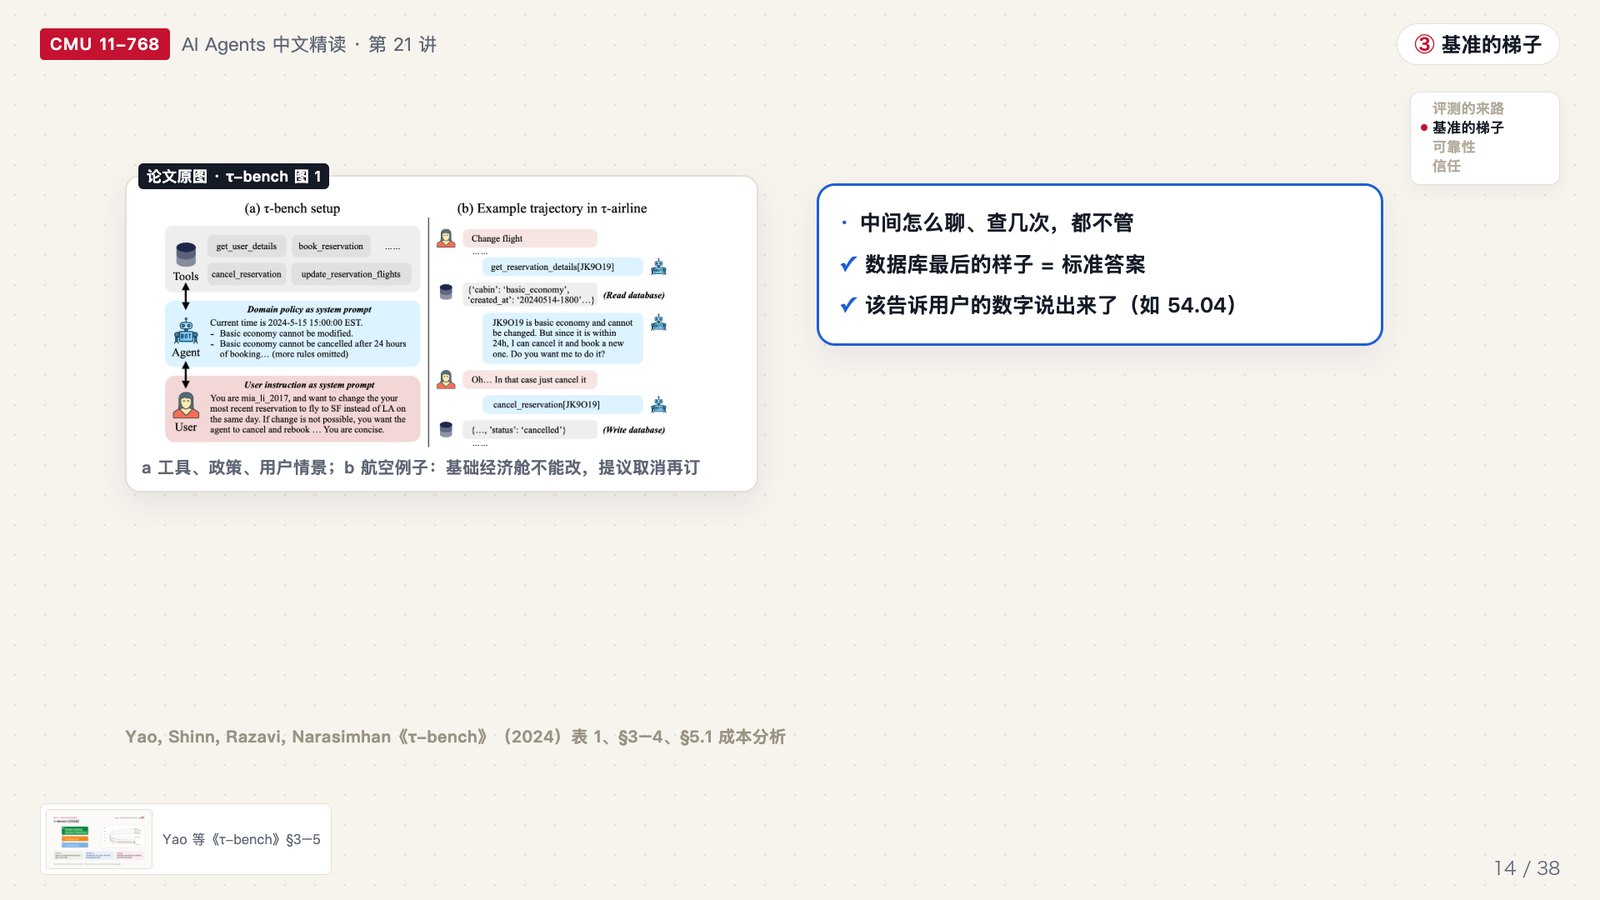 CMU 11-768 AI Agents 中文精读 · 第 21 讲
③ 基准的梯子
评测的来路
基准的梯子
可靠性
信任
论文原图 · τ-bench 图 1
(a) τ-bench setup
get_user_details book_reservation ......
Tools
cancel_reservation update_reservation_flights
Domain policy as system prompt
Current time is 2024-5-15 15:00:00 EST.
- Basic economy cannot be modified.
- Basic economy cannot be cancelled after 24 hours
of booking… (more rules omitted)
Agent
User instruction as system prompt
You are mia_li_2017, and want to change the your
most recent reservation to fly to SF instead of LA on
the same day. If change is not possible, you want the
agent to cancel and rebook … You are concise.
User
(b) Example trajectory in τ-airline
Change flight
......
get_reservation_details[JK9O19]
{‘cabin’: ‘basic_economy’,
‘created_at’: ‘20240514-1800’…}
(Read database)
JK9O19 is basic economy and cannot
be changed. But since it is within
24h, I can cancel it and book a new
one. Do you want me to do it?
Oh… In that case just cancel it
cancel_reservation[JK9O19]
{…, ’status’: ‘cancelled’}
(Write database)
......
a 工具、政策、用户情景；b 航空例子：基础经济舱不能改，提议取消再订
· 中间怎么聊、查几次，都不管
✓ 数据库最后的样子 = 标准答案
✓ 该告诉用户的数字说出来了（如 54.04）
Yao, Shinn, Razavi, Narasimhan《τ-bench》（2024）表 1、§3—4、§5.1 成本分析
Yao 等《τ-bench》§3—5
14 / 38